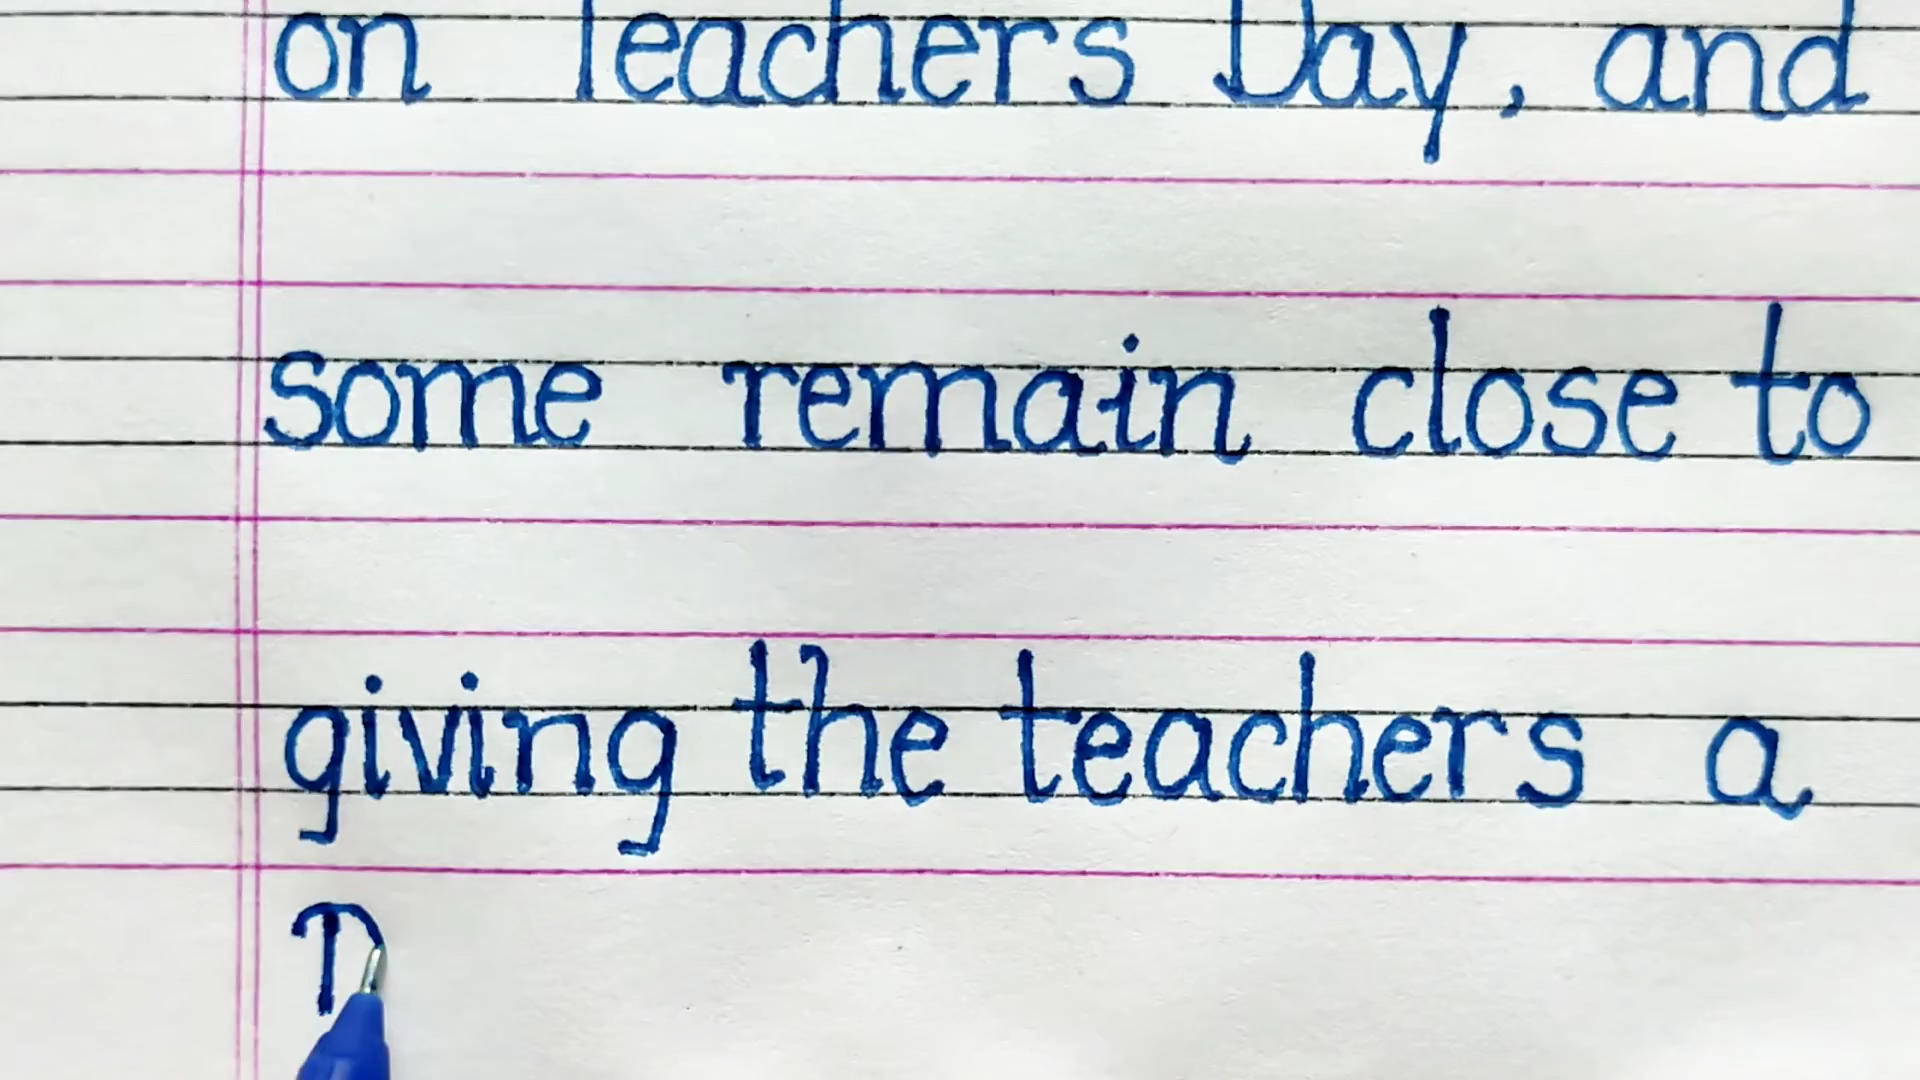 on Teachers Day, and
some remain close to
giving the teachers a